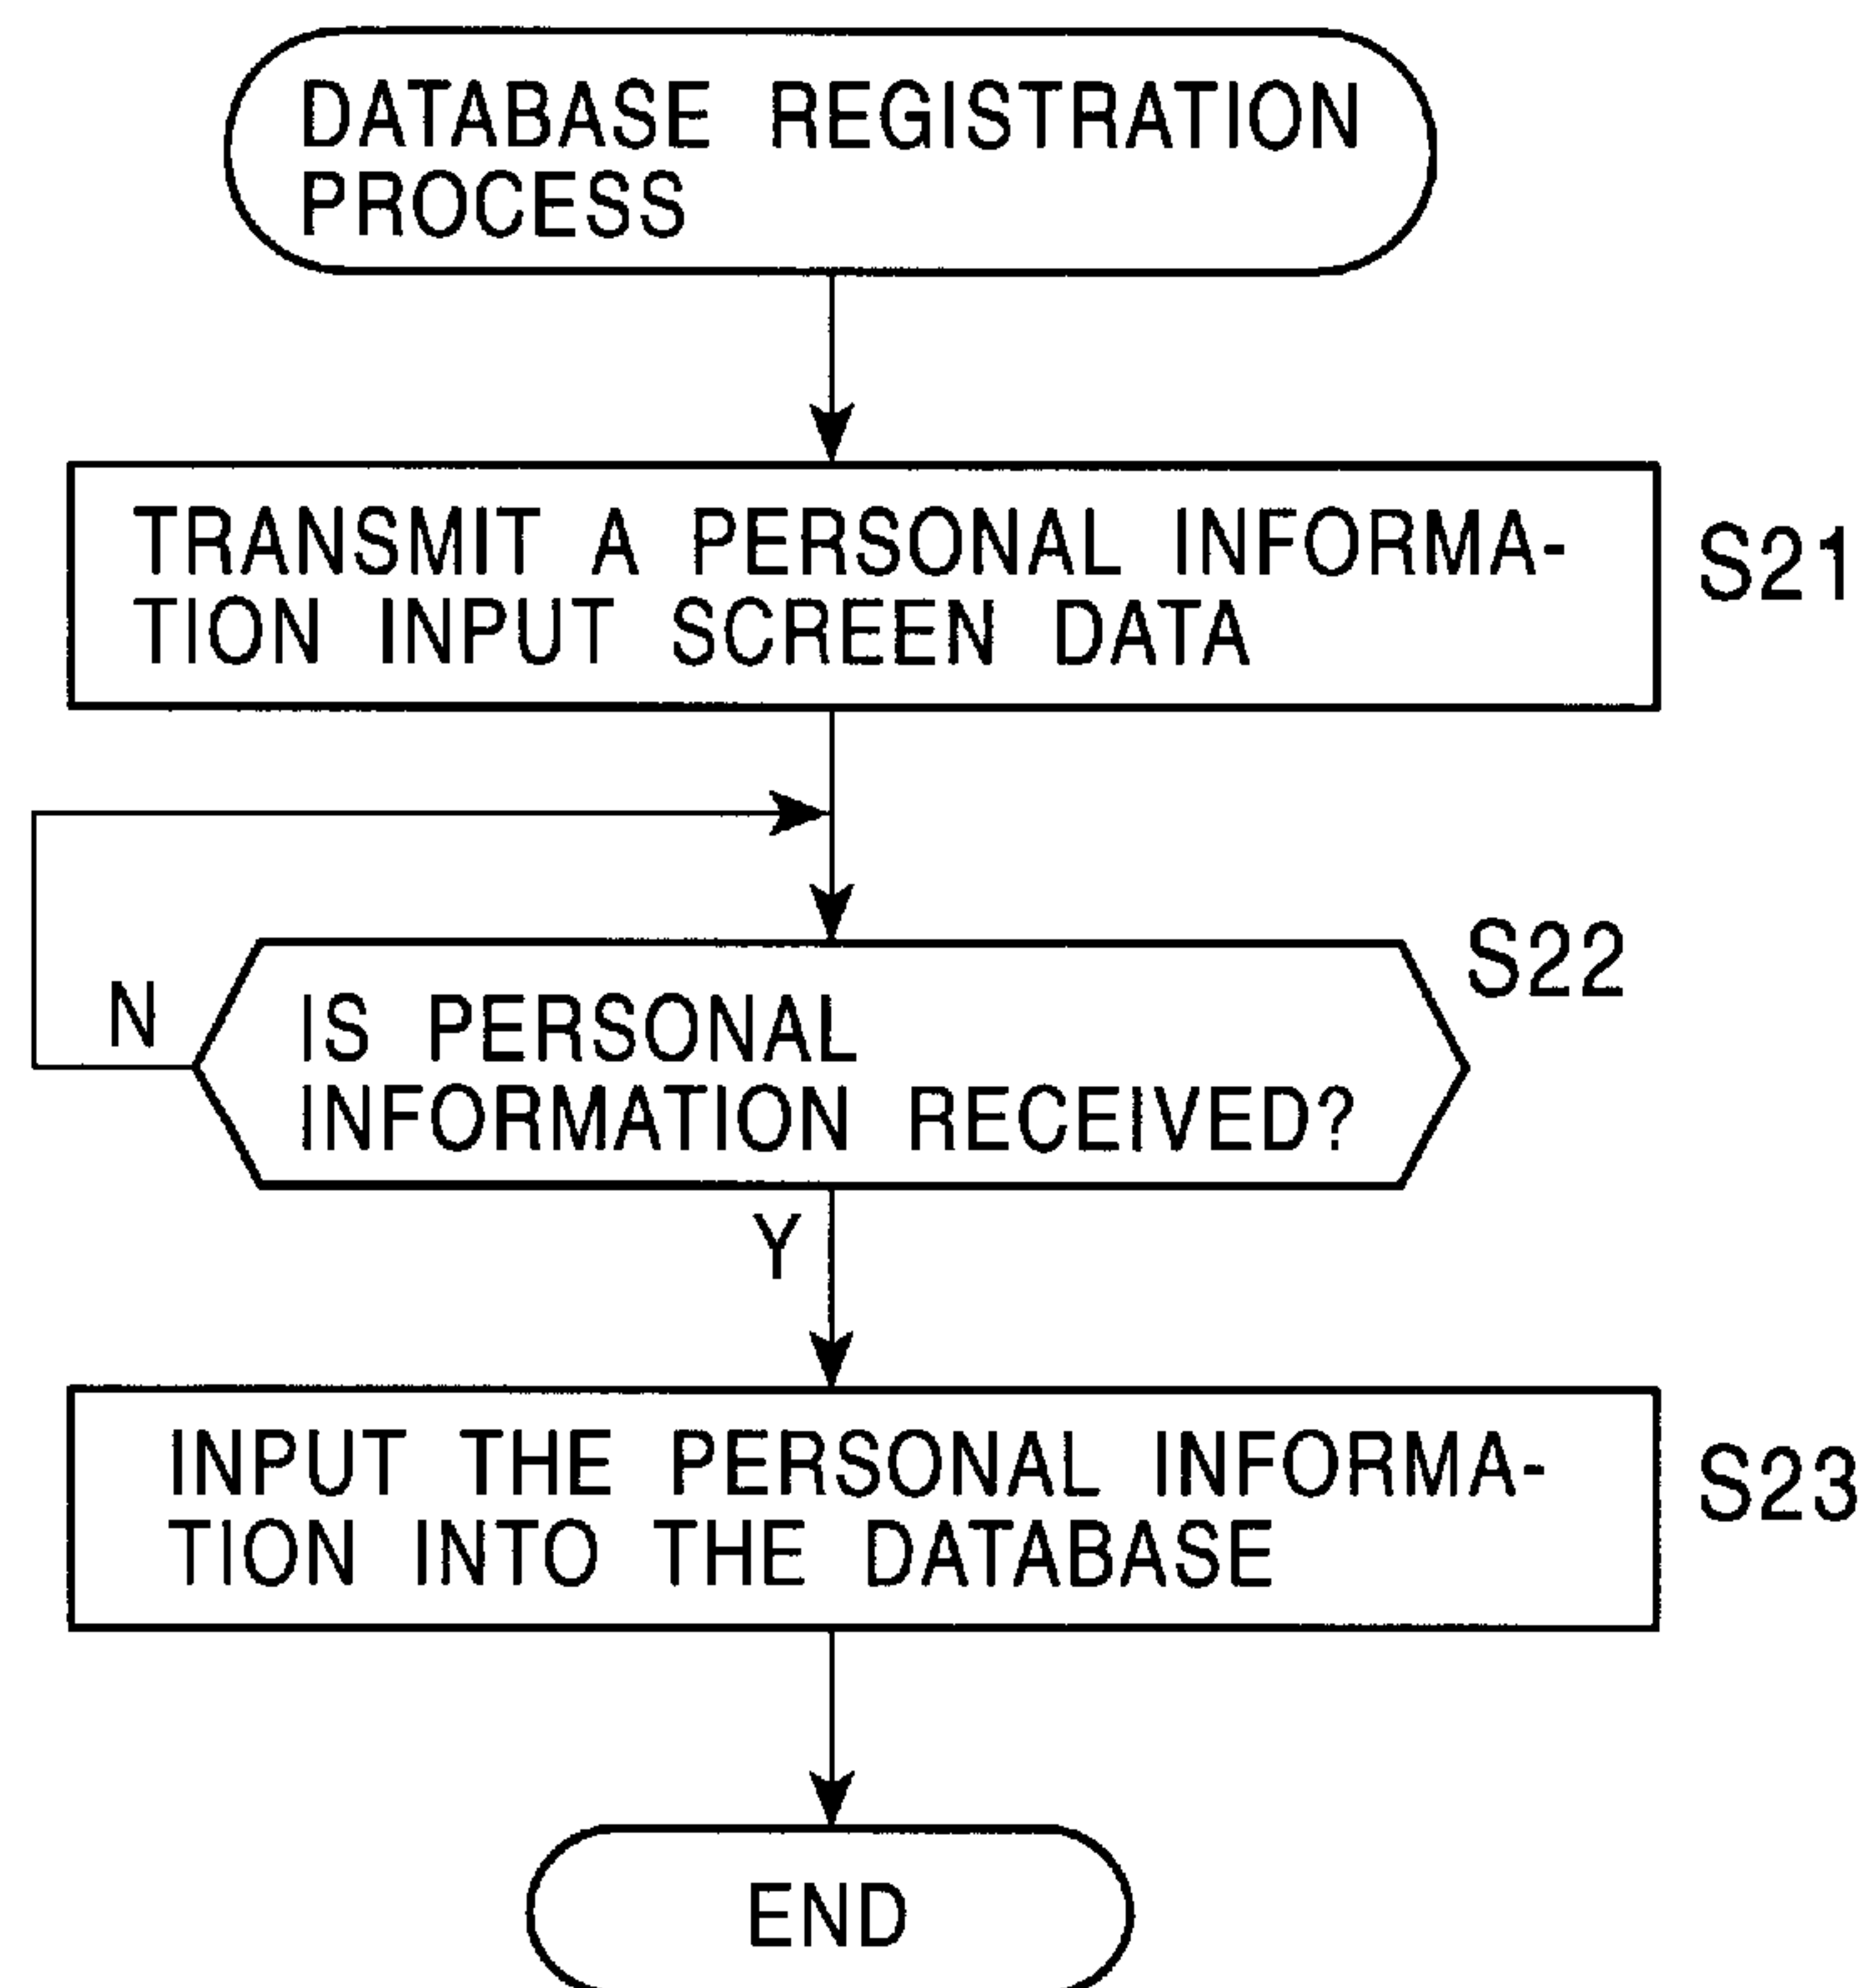 DATABASE REGISTRATION
PROCESS
TRANSMIT A PERSONAL INFORMA-
TION INPUT SCREEN DATA
S21
S22
N
IS PERSONAL
INFORMATION RECEIVED?
Y
INPUT THE PERSONAL INFORMA-
TION INTO THE DATABASE
S23
END